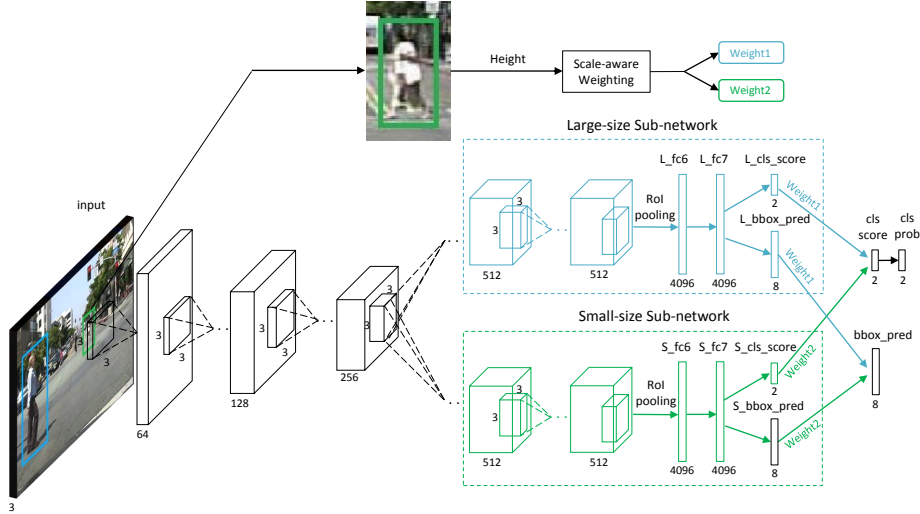 Height
Scale-aware
Weighting
Weight1
Weight2
Large-size Sub-network
input
3
3
3
64
3
3
128
3
3
256
3
3
512
512
RoI
pooling
L_fc6
L_fc7
4096
4096
L_cls_score
2
L_bbox_pred
8
Weight1
Weight1
cls
score
2
cls
prob
2
Small-size Sub-network
3
3
512
512
RoI
pooling
S_fc6
S_fc7
4096
4096
S_cls_score
2
S_bbox_pred
8
Weight2
Weight2
bbox_pred
8
3